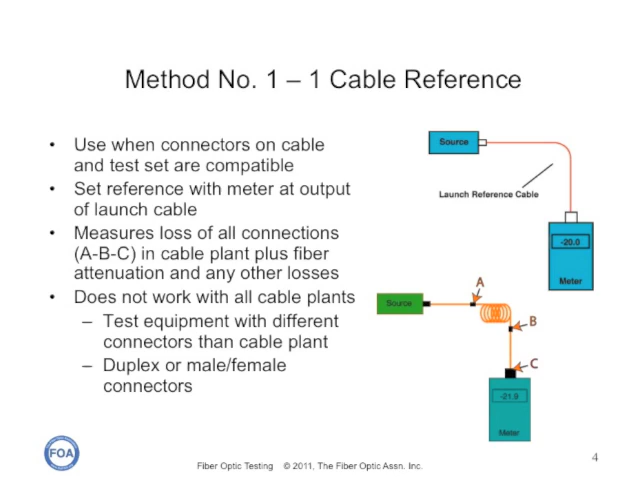 Method No. 1 – 1 Cable Reference
• Use when connectors on cable
and test set are compatible
• Set reference with meter at output
of launch cable
• Measures loss of all connections
(A-B-C) in cable plant plus fiber
attenuation and any other losses
• Does not work with all cable plants
– Test equipment with different
connectors than cable plant
– Duplex or male/female
connectors
Source
Launch Reference Cable
-20.0
Meter
A
Source
B
C
-21.9
Meter
FOA
Fiber Optic Testing © 2011, The Fiber Optic Assn. Inc.
4